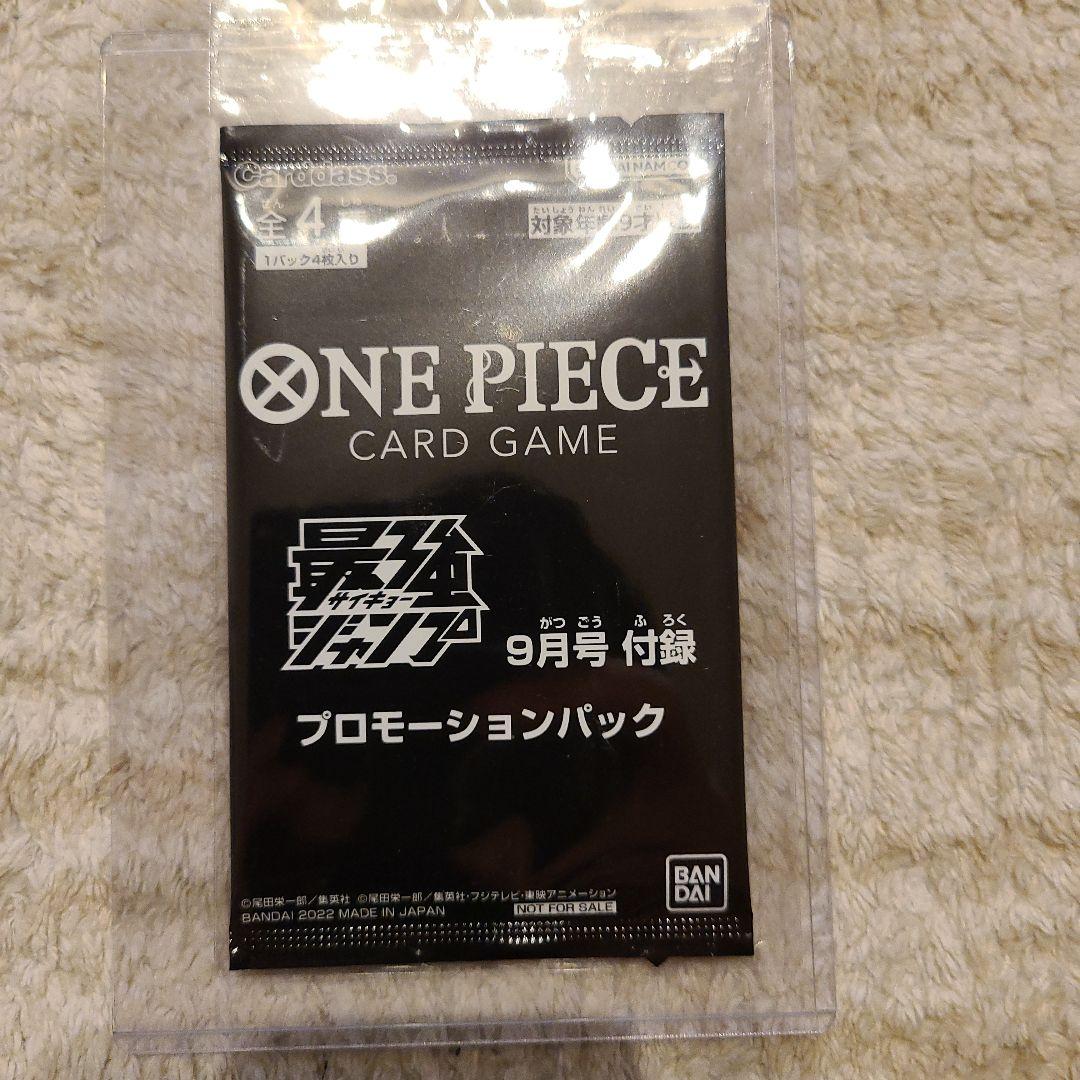 Carddass.
全4
対象年齢9才
1パック4枚入り
ONE PIECE
CARD GAME
最強
サイキョー
ジャンプ
がつ ごう ふ ろく
9月号 付録
プロモーションパック
BAN
DAI
©尾田栄一郎／集英社 ©尾田栄一郎／集英社・フジテレビ・東映アニメーション
BANDAI 2022 MADE IN JAPAN NOT FOR SALE